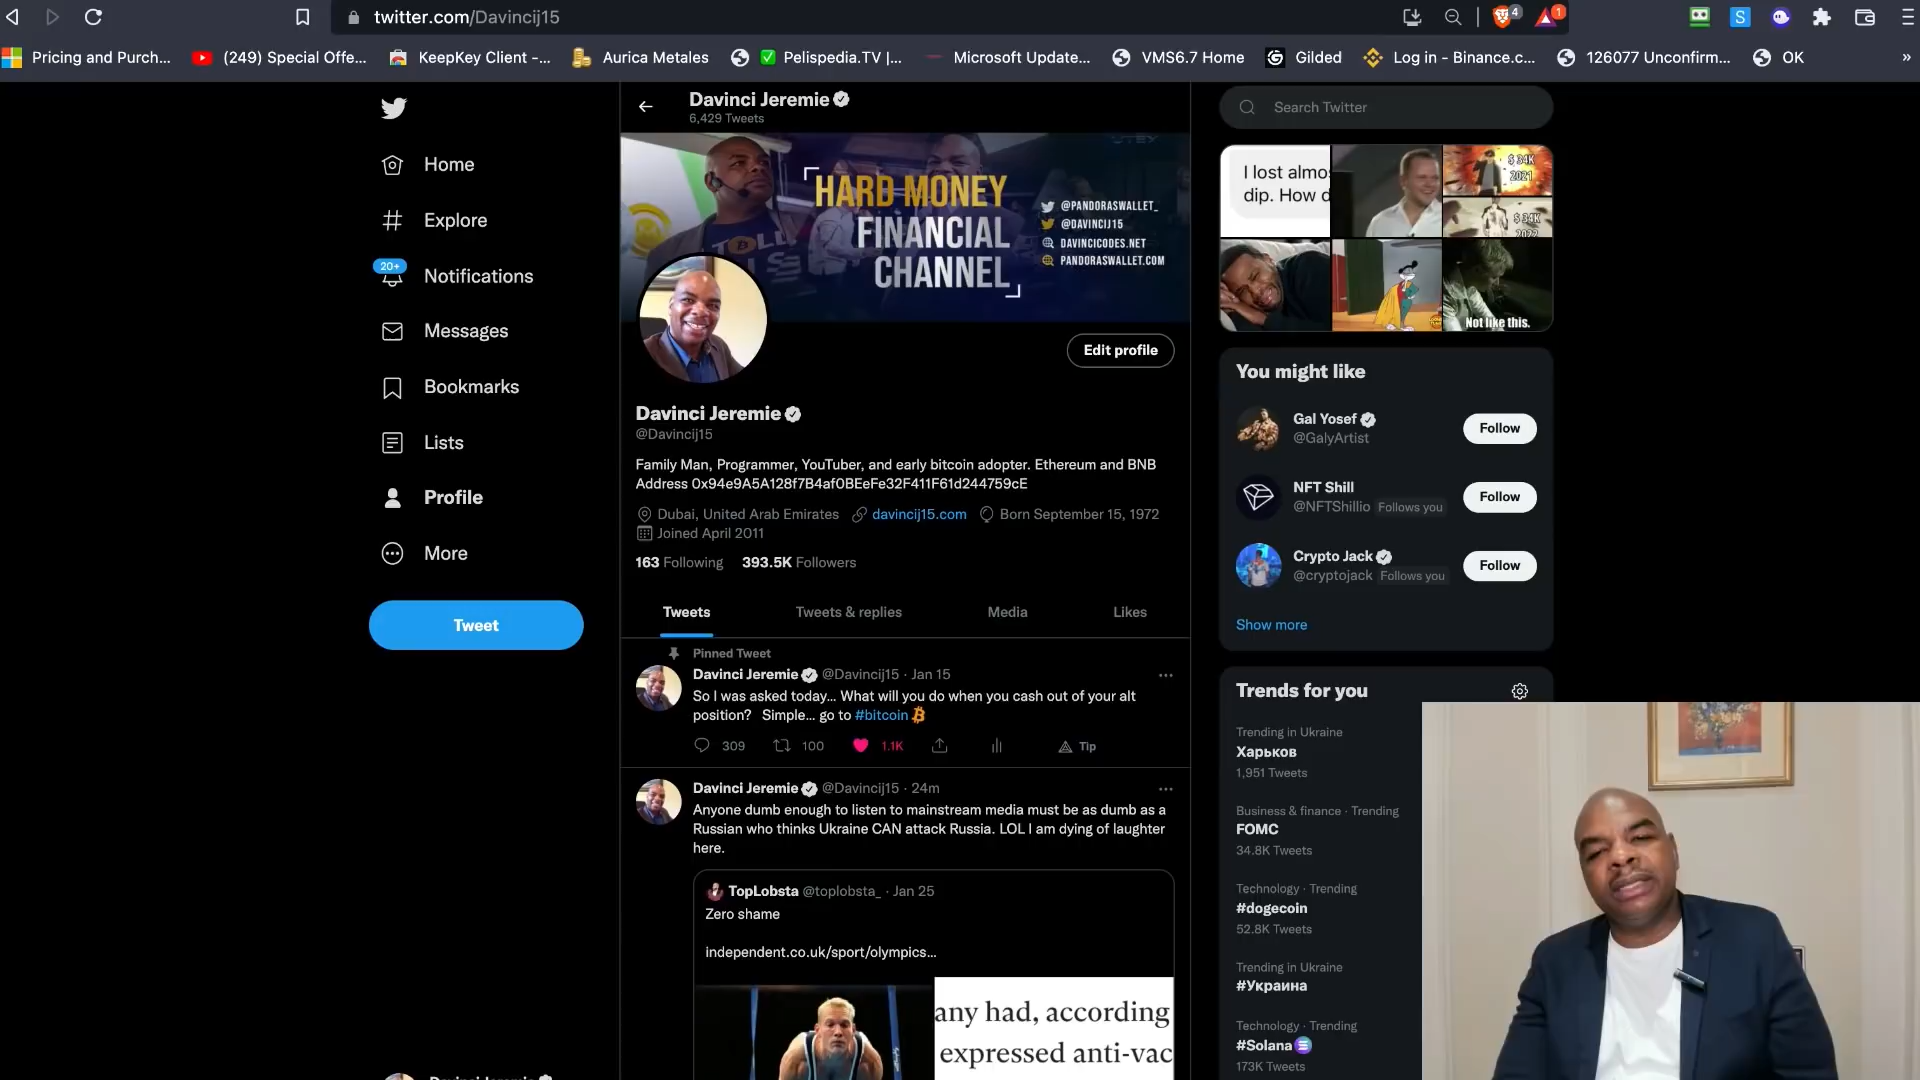 twitter.com/Davincij15
4
1
S
Pricing and Purch...
(249) Special Offe...
KeepKey Client -...
Aurica Metales
Pelispedia.TV |...
Microsoft Update...
VMS6.7 Home
Gilded
Log in - Binance.c...
126077 Unconfirm...
OK
»
Home
Explore
20+
Notifications
Messages
Bookmarks
Lists
Profile
More
Tweet
Davinci Jeremie
6,429 Tweets
HARD MONEY
FINANCIAL
CHANNEL
@PANDORASWALLET_
@DAVINCIJ15
DAVINCICODES.NET
PANDORASWALLET.COM
Edit profile
Davinci Jeremie
@Davincij15
Family Man, Programmer, YouTuber, and early bitcoin adopter. Ethereum and BNB
Address 0x94e9A5A128f7B4af0BEeFe32F411F61d244759cE
Dubai, United Arab Emirates davincij15.com Born September 15, 1972
Joined April 2011
163 Following 393.5K Followers
Tweets Tweets & replies Media Likes
Pinned Tweet
Davinci Jeremie @Davincij15 · Jan 15
So I was asked today... What will you do when you cash out of your alt
position? Simple... go to #bitcoin
309 100 1.1K Tip
Davinci Jeremie @Davincij15 · 24m
Anyone dumb enough to listen to mainstream media must be as dumb as a
Russian who thinks Ukraine CAN attack Russia. LOL I am dying of laughter
here.
TopLobsta @toplobsta_ · Jan 25
Zero shame
independent.co.uk/sport/olympics...
any had, according
expressed anti-vac
Search Twitter
I lost almos
dip. How d
$ 34K
2021
$ 34K
2022
Not like this.
You might like
Gal Yosef
@GalyArtist
Follow
NFT Shill
@NFTShillio Follows you
Follow
Crypto Jack
@cryptojack Follows you
Follow
Show more
Trends for you
Trending in Ukraine
Харьков
1,951 Tweets
Business & finance · Trending
FOMC
34.8K Tweets
Technology · Trending
#dogecoin
52.8K Tweets
Trending in Ukraine
#Украина
Technology · Trending
#Solana
173K Tweets